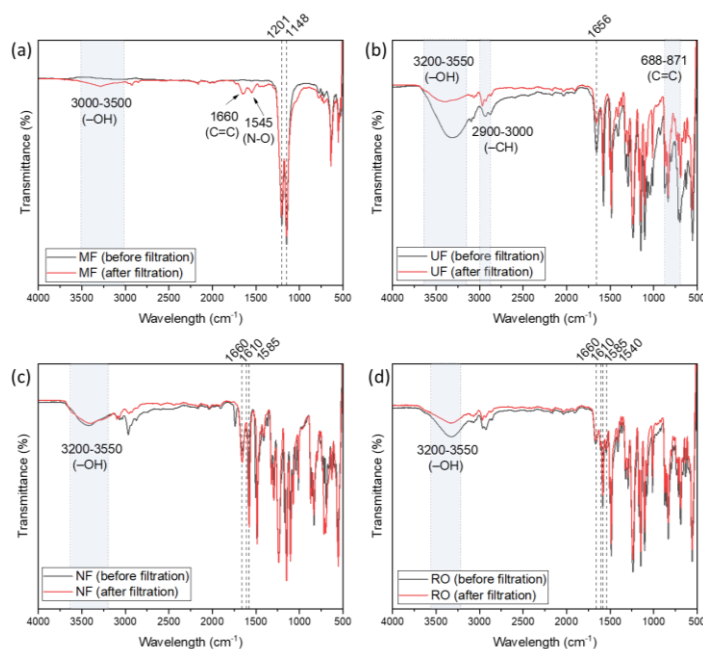 (a)
1201
1148
3000-3500
(–OH)
1660
(C=C)
1545
(N-O)
Transmittance (%)
MF (before filtration)
MF (after filtration)
4000 3500 3000 2500 2000 1500 1000 500
Wavelength (cm⁻¹)
(b)
1656
3200-3550
(–OH)
688-871
(C=C)
2900-3000
(–CH)
Transmittance (%)
UF (before filtration)
UF (after filtration)
4000 3500 3000 2500 2000 1500 1000 500
Wavelength (cm⁻¹)
(c)
1660
1610
1585
3200-3550
(–OH)
Transmittance (%)
NF (before filtration)
NF (after filtration)
4000 3500 3000 2500 2000 1500 1000 500
Wavelength (cm⁻¹)
(d)
1660
1610
1585
1540
3200-3550
(–OH)
Transmittance (%)
RO (before filtration)
RO (after filtration)
4000 3500 3000 2500 2000 1500 1000 500
Wavelength (cm⁻¹)